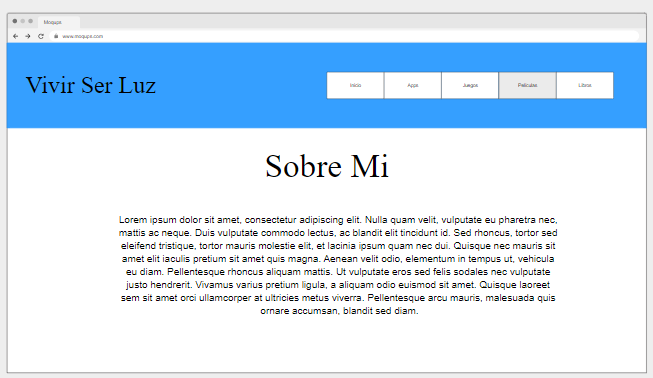 Moqups
www.moqups.com
Vivir Ser Luz
Inicio
Apps
Juegos
Peliculas
Libros
Sobre Mi
Lorem ipsum dolor sit amet, consectetur adipiscing elit. Nulla quam velit, vulputate eu pharetra nec,
mattis ac neque. Duis vulputate commodo lectus, ac blandit elit tincidunt id. Sed rhoncus, tortor sed
eleifend tristique, tortor mauris molestie elit, et lacinia ipsum quam nec dui. Quisque nec mauris sit
amet elit iaculis pretium sit amet quis magna. Aenean velit odio, elementum in tempus ut, vehicula
eu diam. Pellentesque rhoncus aliquam mattis. Ut vulputate eros sed felis sodales nec vulputate
justo hendrerit. Vivamus varius pretium ligula, a aliquam odio euismod sit amet. Quisque laoreet
sem sit amet orci ullamcorper at ultricies metus viverra. Pellentesque arcu mauris, malesuada quis
ornare accumsan, blandit sed diam.